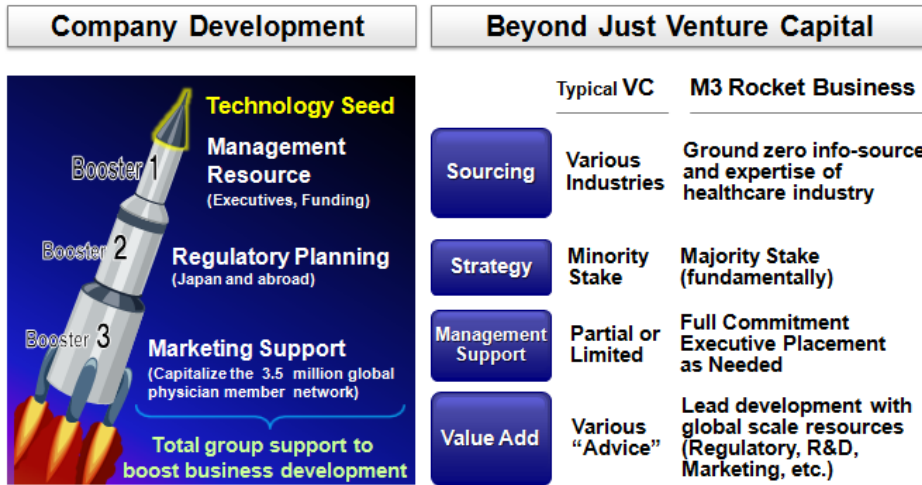 Company Development
Technology Seed
Booster 1
Management
Resource
(Executives, Funding)
Booster 2
Regulatory Planning
(Japan and abroad)
Booster 3
Marketing Support
(Capitalize the 3.5 million global
physician member network)
Total group support to
boost business development
Beyond Just Venture Capital
Typical VC
M3 Rocket Business
Sourcing
Various
Industries
Ground zero info-source
and expertise of
healthcare industry
Strategy
Minority
Stake
Majority Stake
(fundamentally)
Management
Support
Partial or
Limited
Full Commitment
Executive Placement
as Needed
Value Add
Various
“Advice”
Lead development with
global scale resources
(Regulatory, R&D,
Marketing, etc.)